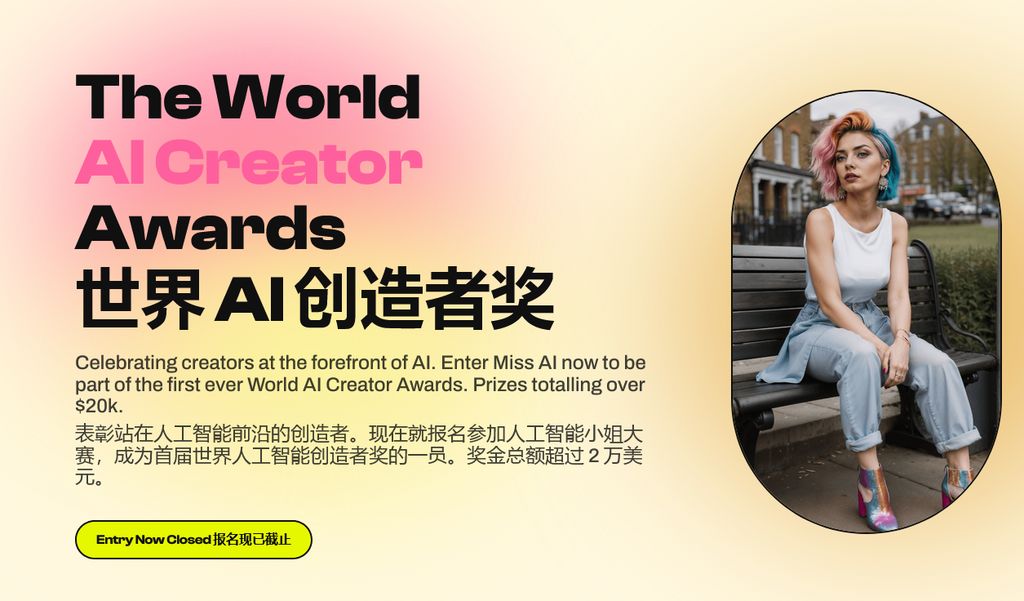 The World
AI Creator
Awards
世界 AI 创造者奖
Celebrating creators at the forefront of AI. Enter Miss AI now to be
part of the first ever World AI Creator Awards. Prizes totalling over
$20k.
表彰站在人工智能前沿的创造者。现在就报名参加人工智能小姐大
赛，成为首届世界人工智能创造者奖的一员。奖金总额超过 2 万美
元。
Entry Now Closed 报名现已截止